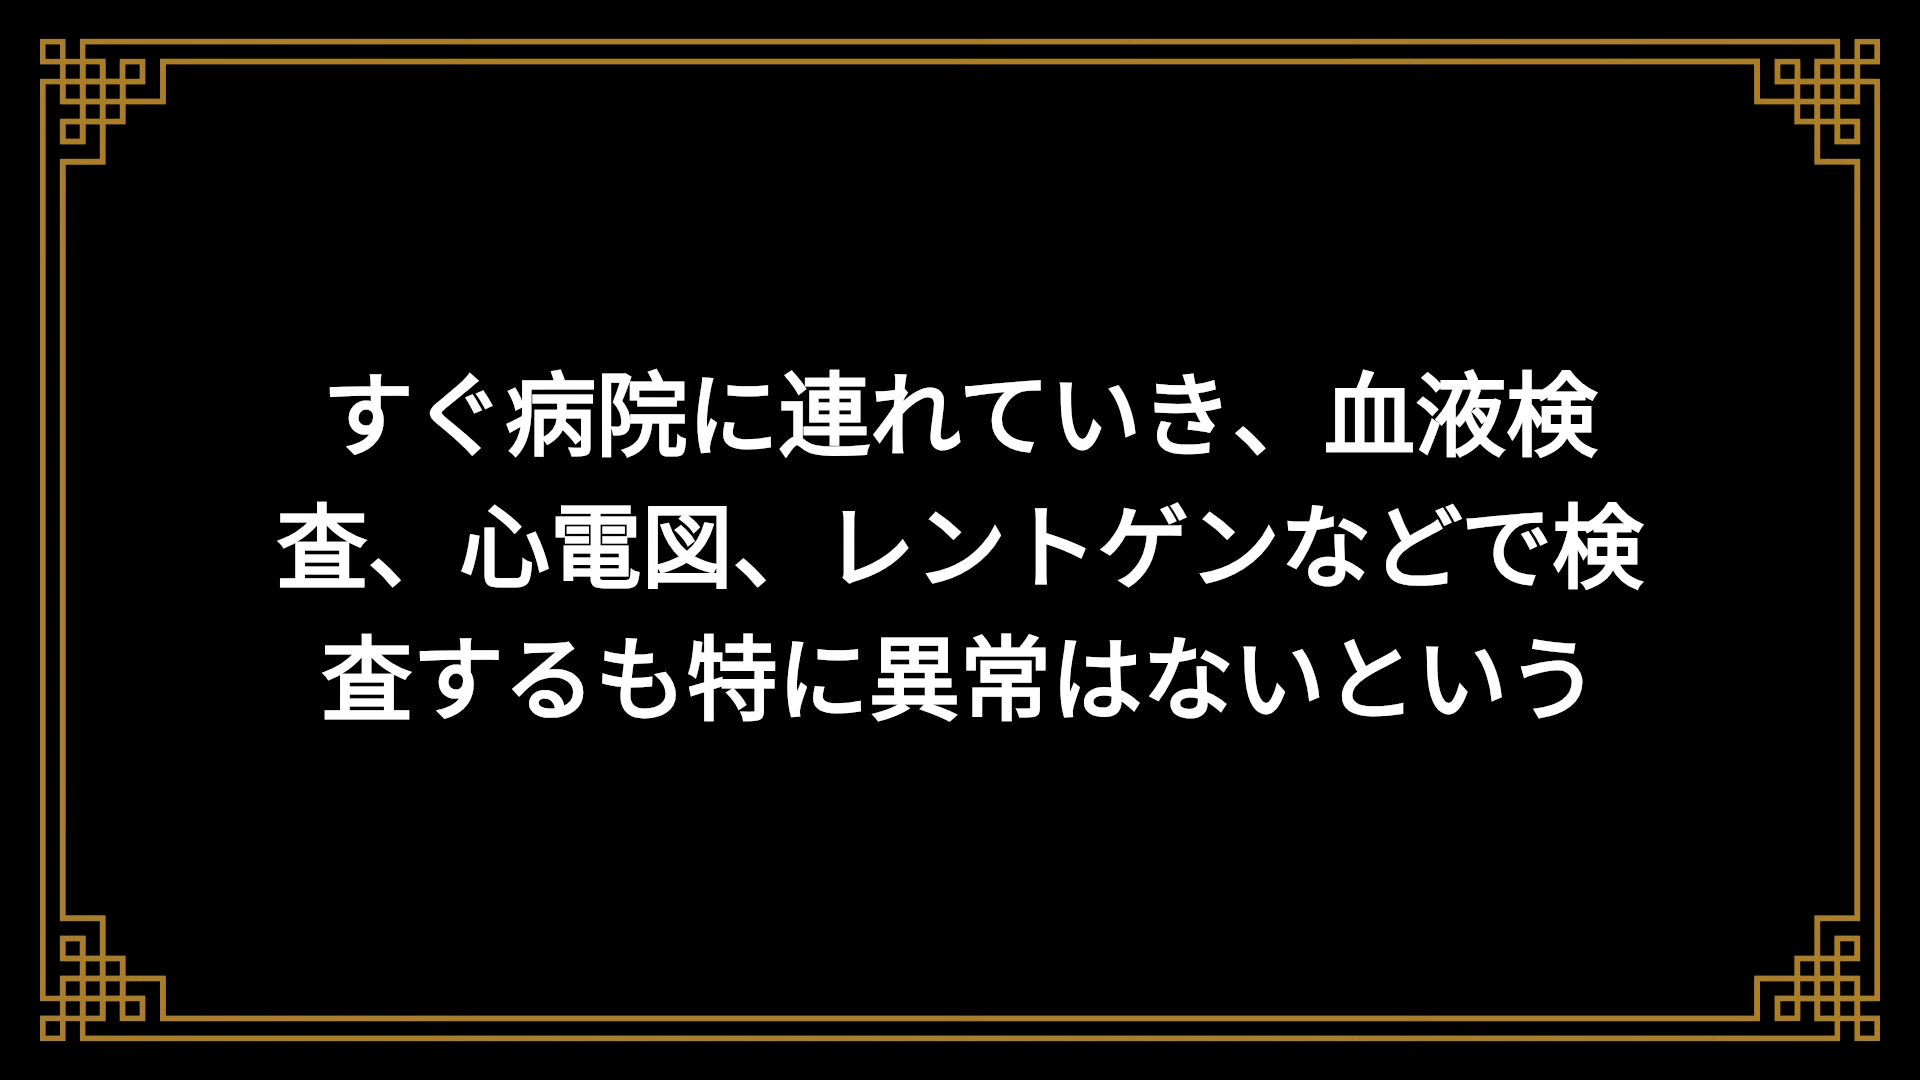 すぐ病院に連れていき、血液検
査、心電図、レントゲンなどで検
査するも特に異常はないという